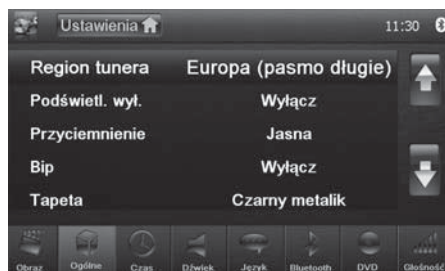 Ustawienia
11:30
Region tunera Europa (pasmo długie)
Podświetl. wył. Wyłącz
Przyciemnienie Jasna
Bip Wyłącz
Tapeta Czarny metalik
Obraz Ogólne Czas Dźwięk Język Bluetooth DVD Głośność